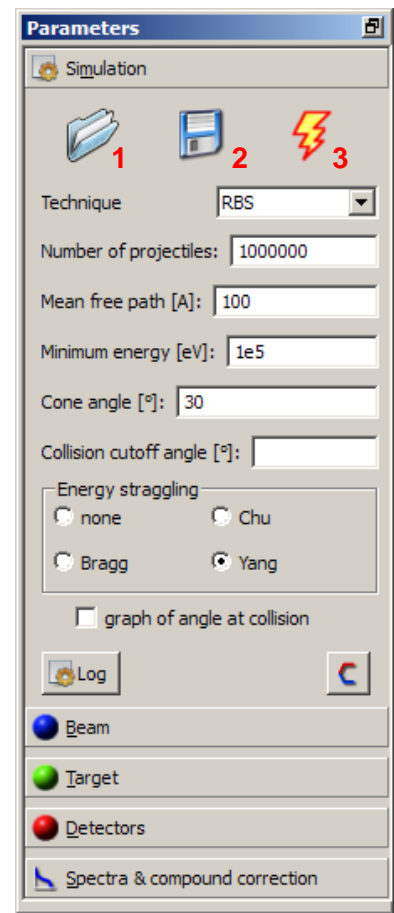 Parameters
Simulation
1 2 3
Technique RBS
Number of projectiles: 1000000
Mean free path [A]: 100
Minimum energy [eV]: 1e5
Cone angle [º]: 30
Collision cutoff angle [º]:
Energy straggling
none Chu
Bragg Yang
graph of angle at collision
Log
Beam
Target
Detectors
Spectra & compound correction